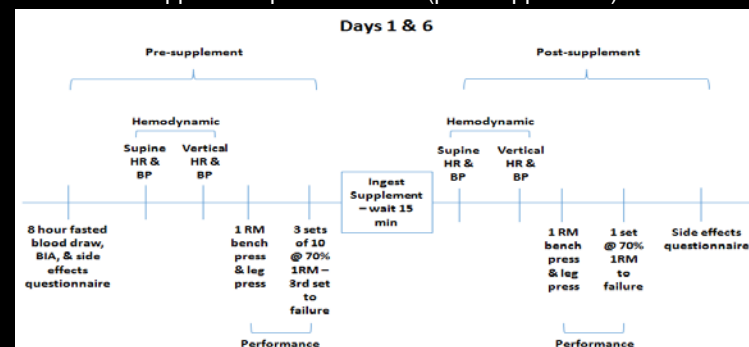 Days 1 & 6
Pre-supplement
Post-supplement
Hemodynamic
Supine
HR &
BP
Vertical
HR &
BP
Hemodynamic
Supine
HR &
BP
Vertical
HR &
BP
Ingest
Supplement
– wait 15
min
8 hour fasted
blood draw,
BIA, & side
effects
questionnaire
1 RM
bench
press
& leg
press
3 sets
of 10
@ 70%
1RM –
3rd set
to
failure
1 RM
bench
press
& leg
press
1 set
@ 70%
1RM
to
failure
Side effects
questionnaire
Performance
Performance